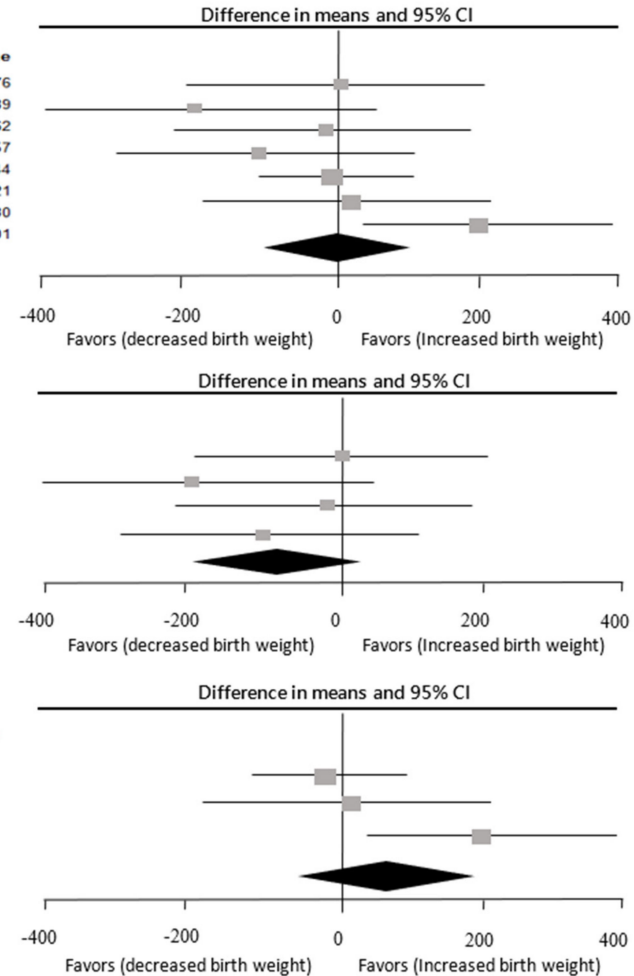 Difference in means and 95% CI
e
76
21
-400 -200 0 200 400
Favors (decreased birth weight) Favors (Increased birth weight)
Difference in means and 95% CI
-400 -200 0 200 400
Favors (decreased birth weight) Favors (Increased birth weight)
Difference in means and 95% CI
-400 -200 0 200 400
Favors (decreased birth weight) Favors (Increased birth weight)